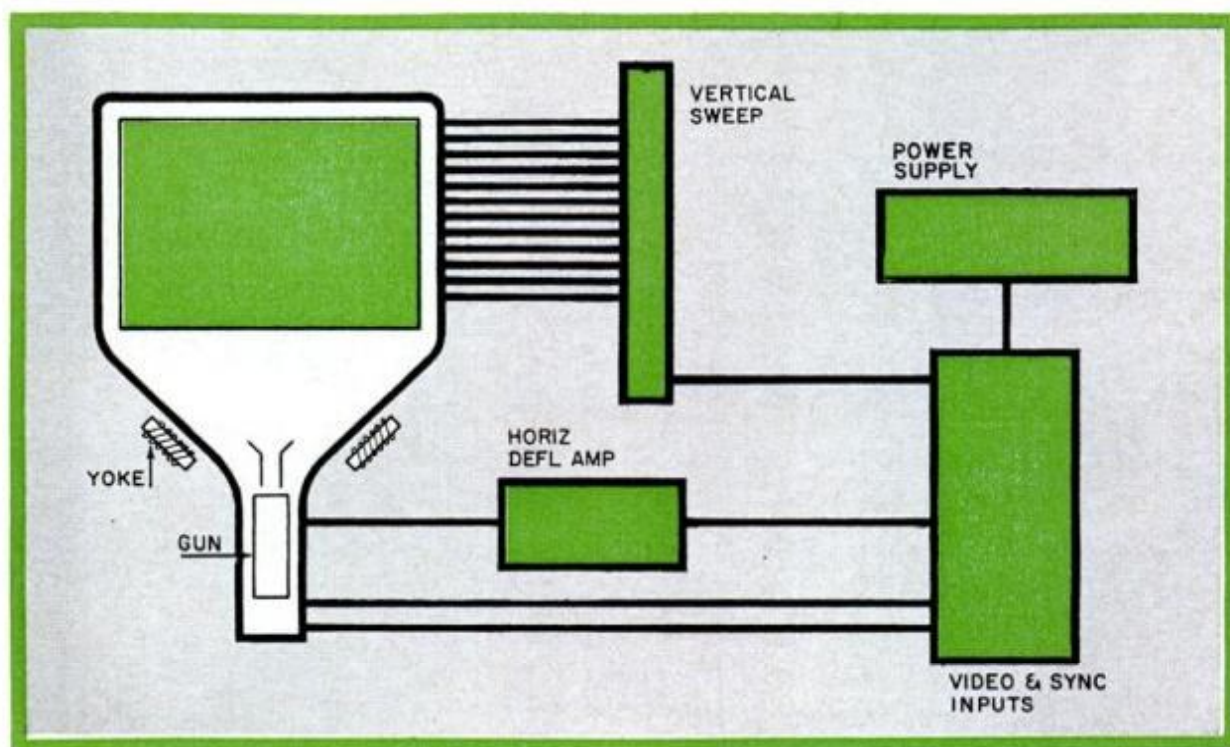 VERTICAL
SWEEP
POWER
SUPPLY
HORIZ
DEFL AMP
YOKE
GUN
VIDEO & SYNC
INPUTS